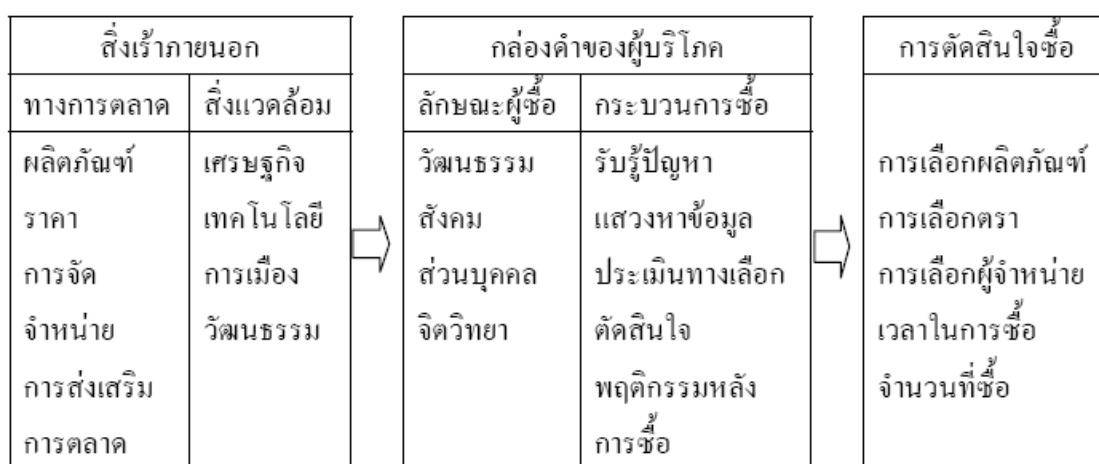 สิ่งเร้าภายนอก
ทางการตลาด
ผลิตภัณฑ์
ราคา
การจัด
จำหน่าย
การส่งเสริม
การตลาด
สิ่งแวดล้อม
เศรษฐกิจ
เทคโนโลยี
การเมือง
วัฒนธรรม
กล่องดำของผู้บริโภค
ลักษณะผู้ซื้อ
วัฒนธรรม
สังคม
ส่วนบุคคล
จิตวิทยา
กระบวนการซื้อ
รับรู้ปัญหา
แสวงหาข้อมูล
ประเมินทางเลือก
ตัดสินใจ
พฤติกรรมหลัง
การซื้อ
การตัดสินใจซื้อ
การเลือกผลิตภัณฑ์
การเลือกตรา
การเลือกผู้จำหน่าย
เวลาในการซื้อ
จำนวนที่ซื้อ